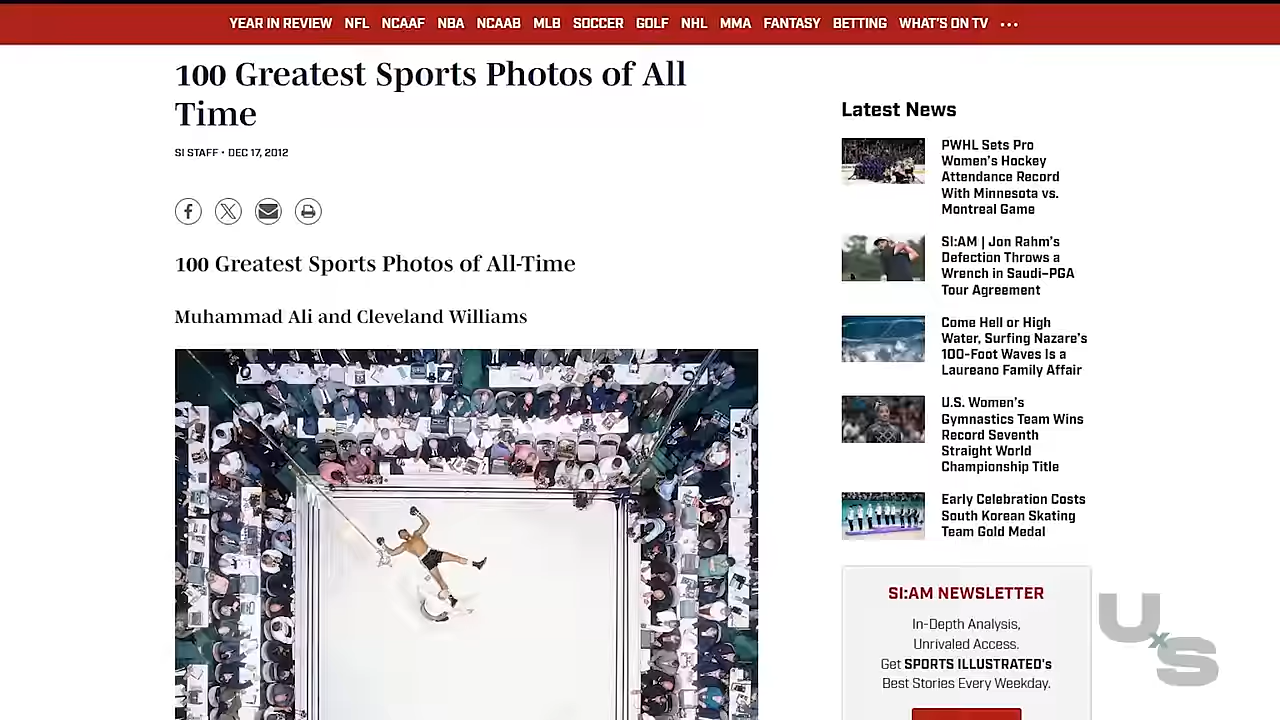 YEAR IN REVIEW NFL NCAAF NBA NCAAB MLB SOCCER GOLF NHL MMA FANTASY BETTING WHAT'S ON TV ...
100 Greatest Sports Photos of All
Time
SI STAFF • DEC 17, 2012
100 Greatest Sports Photos of All-Time
Muhammad Ali and Cleveland Williams
Latest News
PWHL Sets Pro
Women's Hockey
Attendance Record
With Minnesota vs.
Montreal Game
SI:AM | Jon Rahm's
Defection Throws a
Wrench in Saudi–PGA
Tour Agreement
Come Hell or High
Water, Surfing Nazare's
100-Foot Waves Is a
Laureano Family Affair
U.S. Women's
Gymnastics Team Wins
Record Seventh
Straight World
Championship Title
Early Celebration Costs
South Korean Skating
Team Gold Medal
SI:AM NEWSLETTER
In-Depth Analysis,
Unrivaled Access.
Get SPORTS ILLUSTRATED's
Best Stories Every Weekday.
UxS